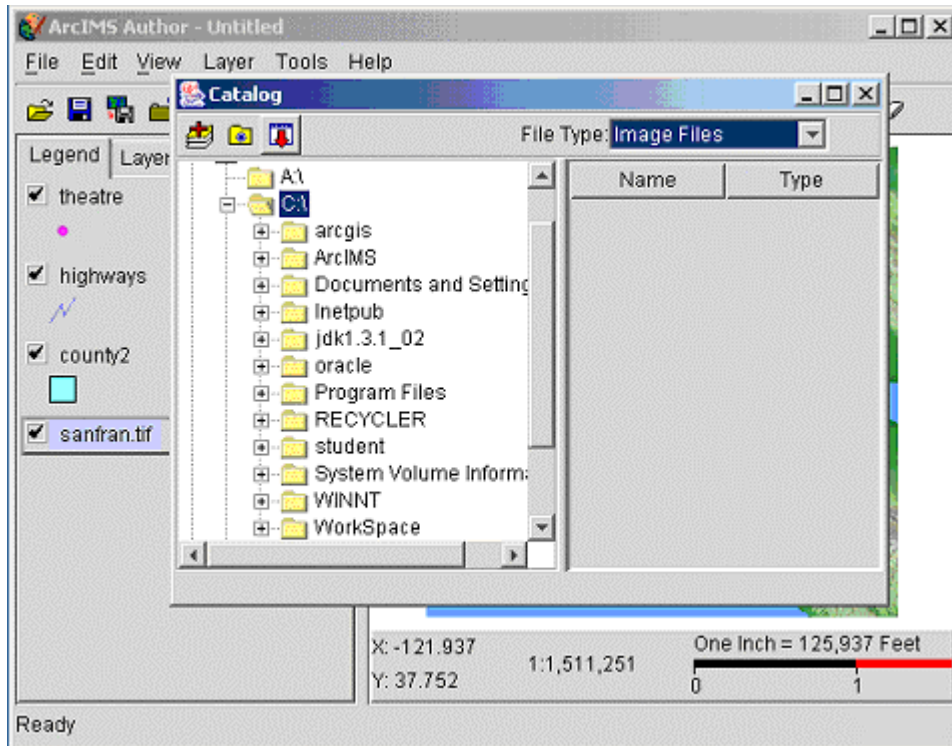 ArcIMS Author - Untitled
File Edit View Layer Tools Help
Catalog
File Type: Image Files
Legend Layer
theatre
highways
county2
sanfran.tif
A:\
C:\
arcgis
ArcIMS
Documents and Setting
Inetpub
jdk1.3.1_02
oracle
Program Files
RECYCLER
student
System Volume Inform
WINNT
WorkSpace
Name Type
X: -121.937
Y: 37.752
1:1,511,251
One Inch = 125,937 Feet
0 1
Ready